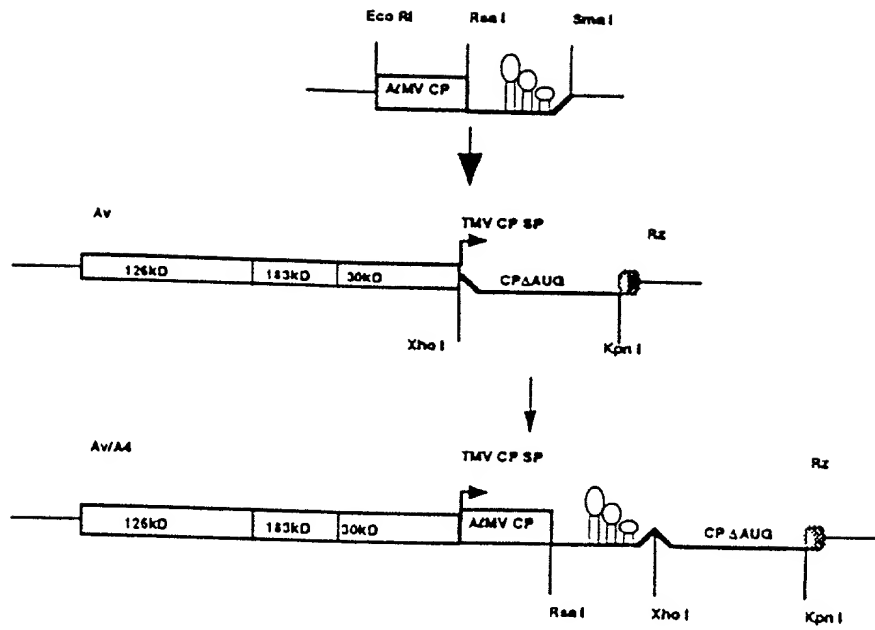 Eco RI Rsa I Sma I
AlMV CP
Av TMV CP SP Rz
126kD 183kD 30kD CPΔAUG
Xho I Kpn I
Av/A4 TMV CP SP Rz
126kD 183kD 30kD AlMV CP CP ΔAUG
Rsa I Xho I Kpn I